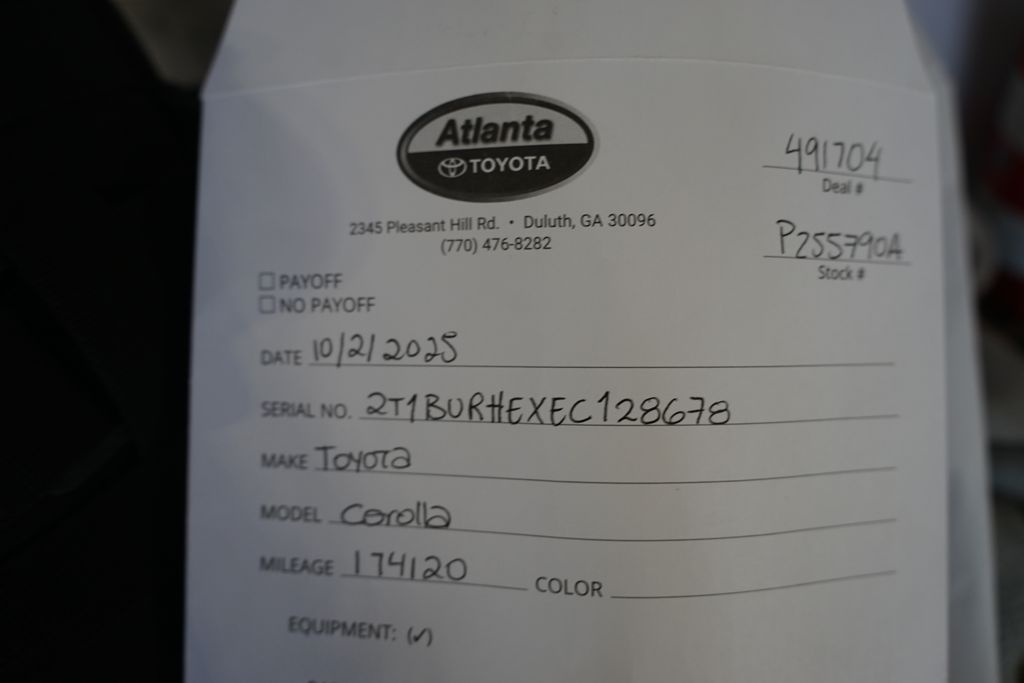 Atlanta
TOYOTA
2345 Pleasant Hill Rd. • Duluth, GA 30096
(770) 476-8282
491704
Deal #
P255790A
Stock #
☐ PAYOFF
☐ NO PAYOFF
DATE 10/2/2025
SERIAL NO. 2T1BURHEXEC128678
MAKE Toyota
MODEL Corolla
MILEAGE 174120 COLOR
EQUIPMENT: (✓)